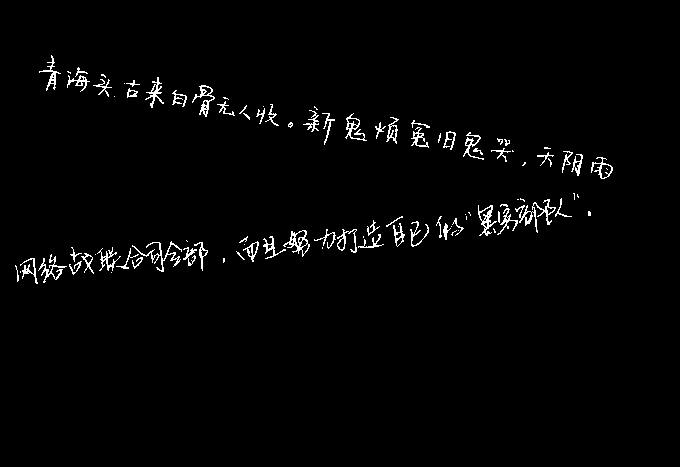 青海头古来白骨无人收。新鬼烦冤旧鬼哭，天阴雨
网络战联合司令部，而且努力打造自己的“黑客部队”．